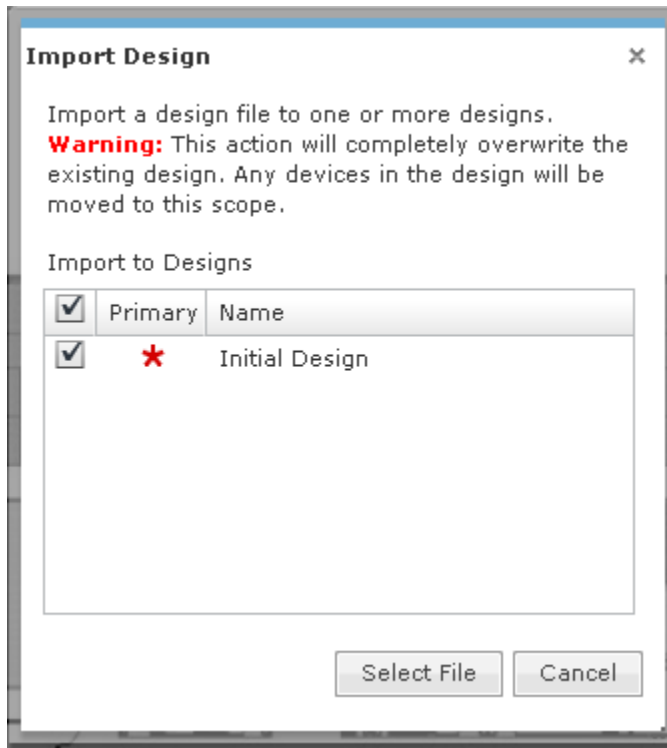 Import Design
Import a design file to one or more designs.
Warning: This action will completely overwrite the
existing design. Any devices in the design will be
moved to this scope.
Import to Designs
Primary Name
Initial Design
Select File Cancel